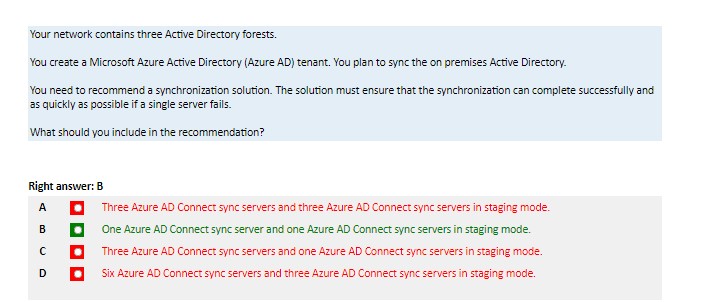 Your network contains three Active Directory forests.
You create a Microsoft Azure Active Directory (Azure AD) tenant. You plan to sync the on premises Active Directory.
You need to recommend a synchronization solution. The solution must ensure that the synchronization can complete successfully and
as quickly as possible if a single server fails.
What should you include in the recommendation?
Right answer: B
A Three Azure AD Connect sync servers and three Azure AD Connect sync servers in staging mode.
B One Azure AD Connect sync server and one Azure AD Connect sync servers in staging mode.
C Three Azure AD Connect sync servers and one Azure AD Connect sync servers in staging mode.
D Six Azure AD Connect sync servers and three Azure AD Connect sync servers in staging mode.